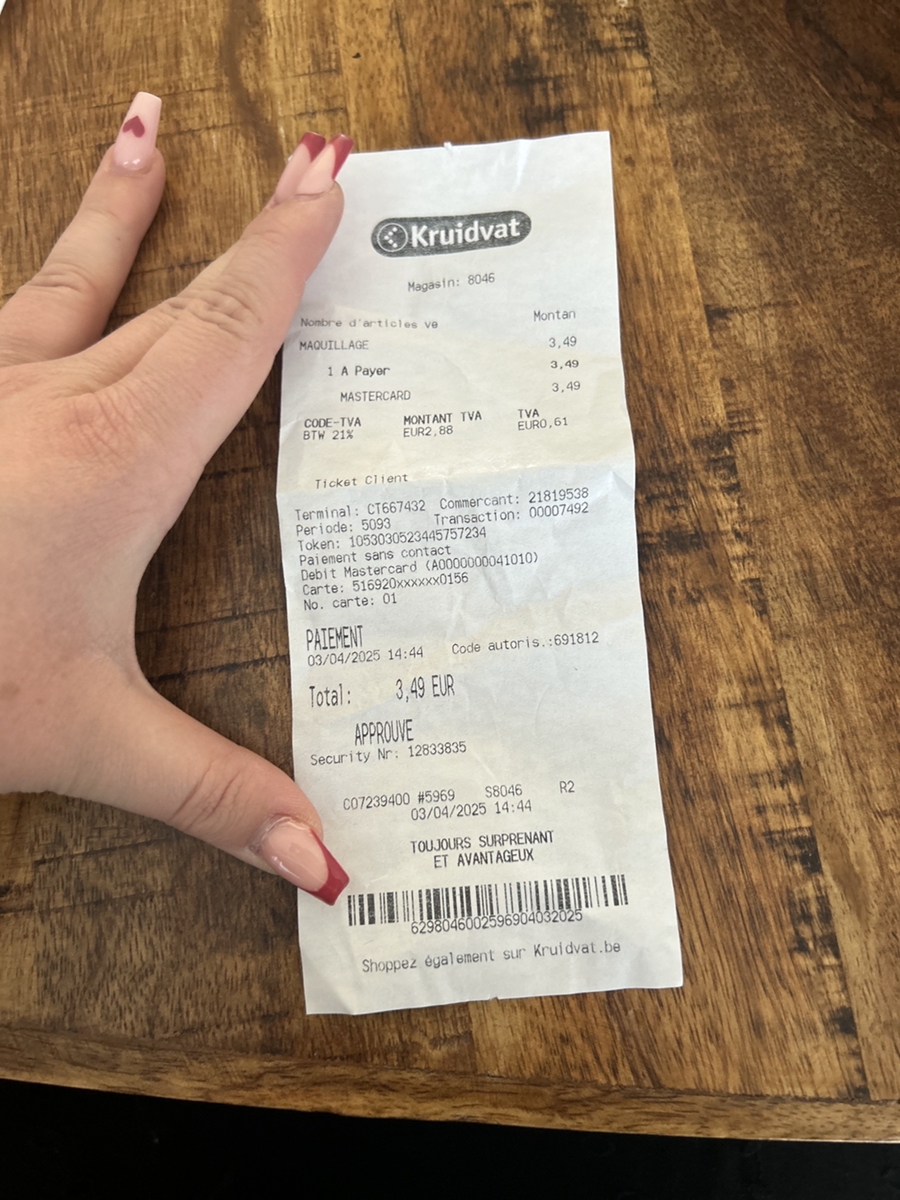 Kruidvat
Magasin: 8046
Nombre d'articles ve Montan
MAQUILLAGE 3,49
1 A Payer 3,49
MASTERCARD 3,49
CODE-TVA MONTANT TVA TVA
BTW 21% EUR2,88 EUR0,61
Ticket Client
Terminal: CT667432 Commercant: 21819538
Periode: 5093 Transaction: 00007492
Token: 1053030523445757234
Paiement sans contact
Debit Mastercard (A0000000041010)
Carte: 516920xxxxxx0156
No. carte: 01
PAIEMENT
03/04/2025 14:44 Code autoris.:691812
Total: 3,49 EUR
APPROUVE
Security Nr: 12833835
C07239400 #5969 S8046 R2
03/04/2025 14:44
TOUJOURS SURPRENANT
ET AVANTAGEUX
6298046002596904032025
Shoppez également sur Kruidvat.be